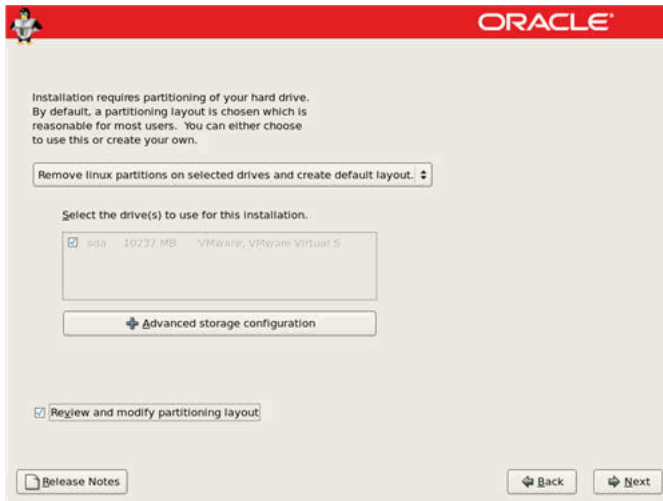 ORACLE
Installation requires partitioning of your hard drive.
By default, a partitioning layout is chosen which is
reasonable for most users. You can either choose
to use this or create your own.
Remove linux partitions on selected drives and create default layout.
Select the drive(s) to use for this installation.
sda 10237 MB VMware, VMware Virtual S
Advanced storage configuration
Review and modify partitioning layout
Release Notes
Back
Next